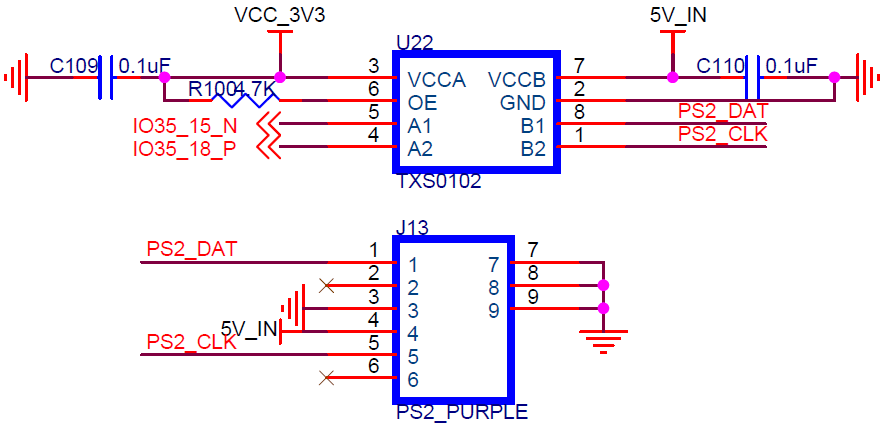 VCC_3V3 5V_IN
U22
C109 0.1uF 3 VCCA VCCB 7 C110 0.1uF
R100 4.7K 6 OE GND 2
5 A1 B1 8 PS2_DAT
IO35_15_N
4 A2 B2 1 PS2_CLK
IO35_18_P
TXS0102
J13
PS2_DAT 1 1 7 7
2 2 8 8
3 3 9 9
5V_IN 4 4
PS2_CLK 5 5
6 6
PS2_PURPLE